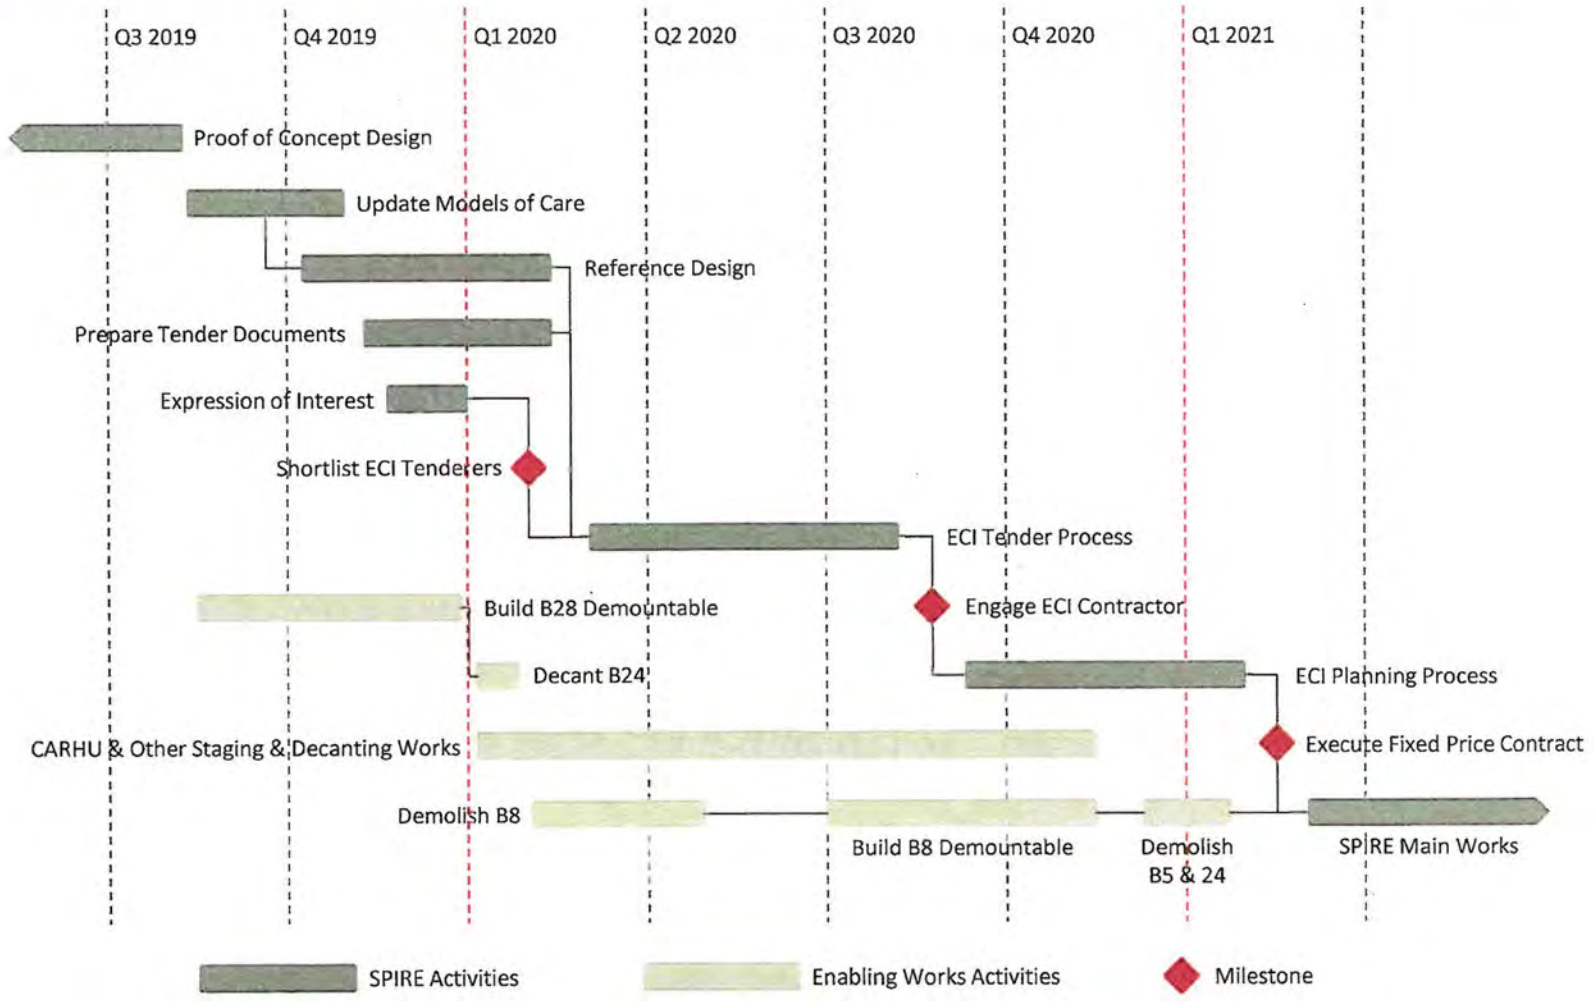 Q3 2019
Q4 2019
Q1 2020
Q2 2020
Q3 2020
Q4 2020
Q1 2021
Proof of Concept Design
Update Models of Care
Reference Design
Prepare Tender Documents
Expression of Interest
Shortlist ECI Tenderers
ECI Tender Process
Build B28 Demountable
Engage ECI Contractor
Decant B24
ECI Planning Process
CARHU & Other Staging & Decanting Works
Execute Fixed Price Contract
Demolish B8
Build B8 Demountable
Demolish
B5 & 24
SPIRE Main Works
SPIRE Activities
Enabling Works Activities
Milestone